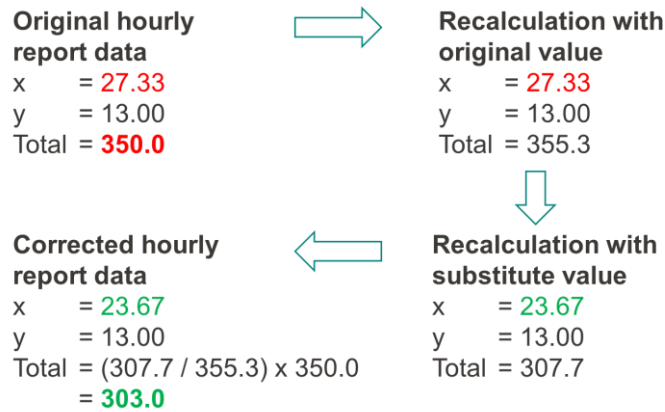 Original hourly
report data
x = 27.33
y = 13.00
Total = 350.0
Recalculation with
original value
x = 27.33
y = 13.00
Total = 355.3
Recalculation with
substitute value
x = 23.67
y = 13.00
Total = 307.7
Corrected hourly
report data
x = 23.67
y = 13.00
Total = (307.7 / 355.3) x 350.0
= 303.0